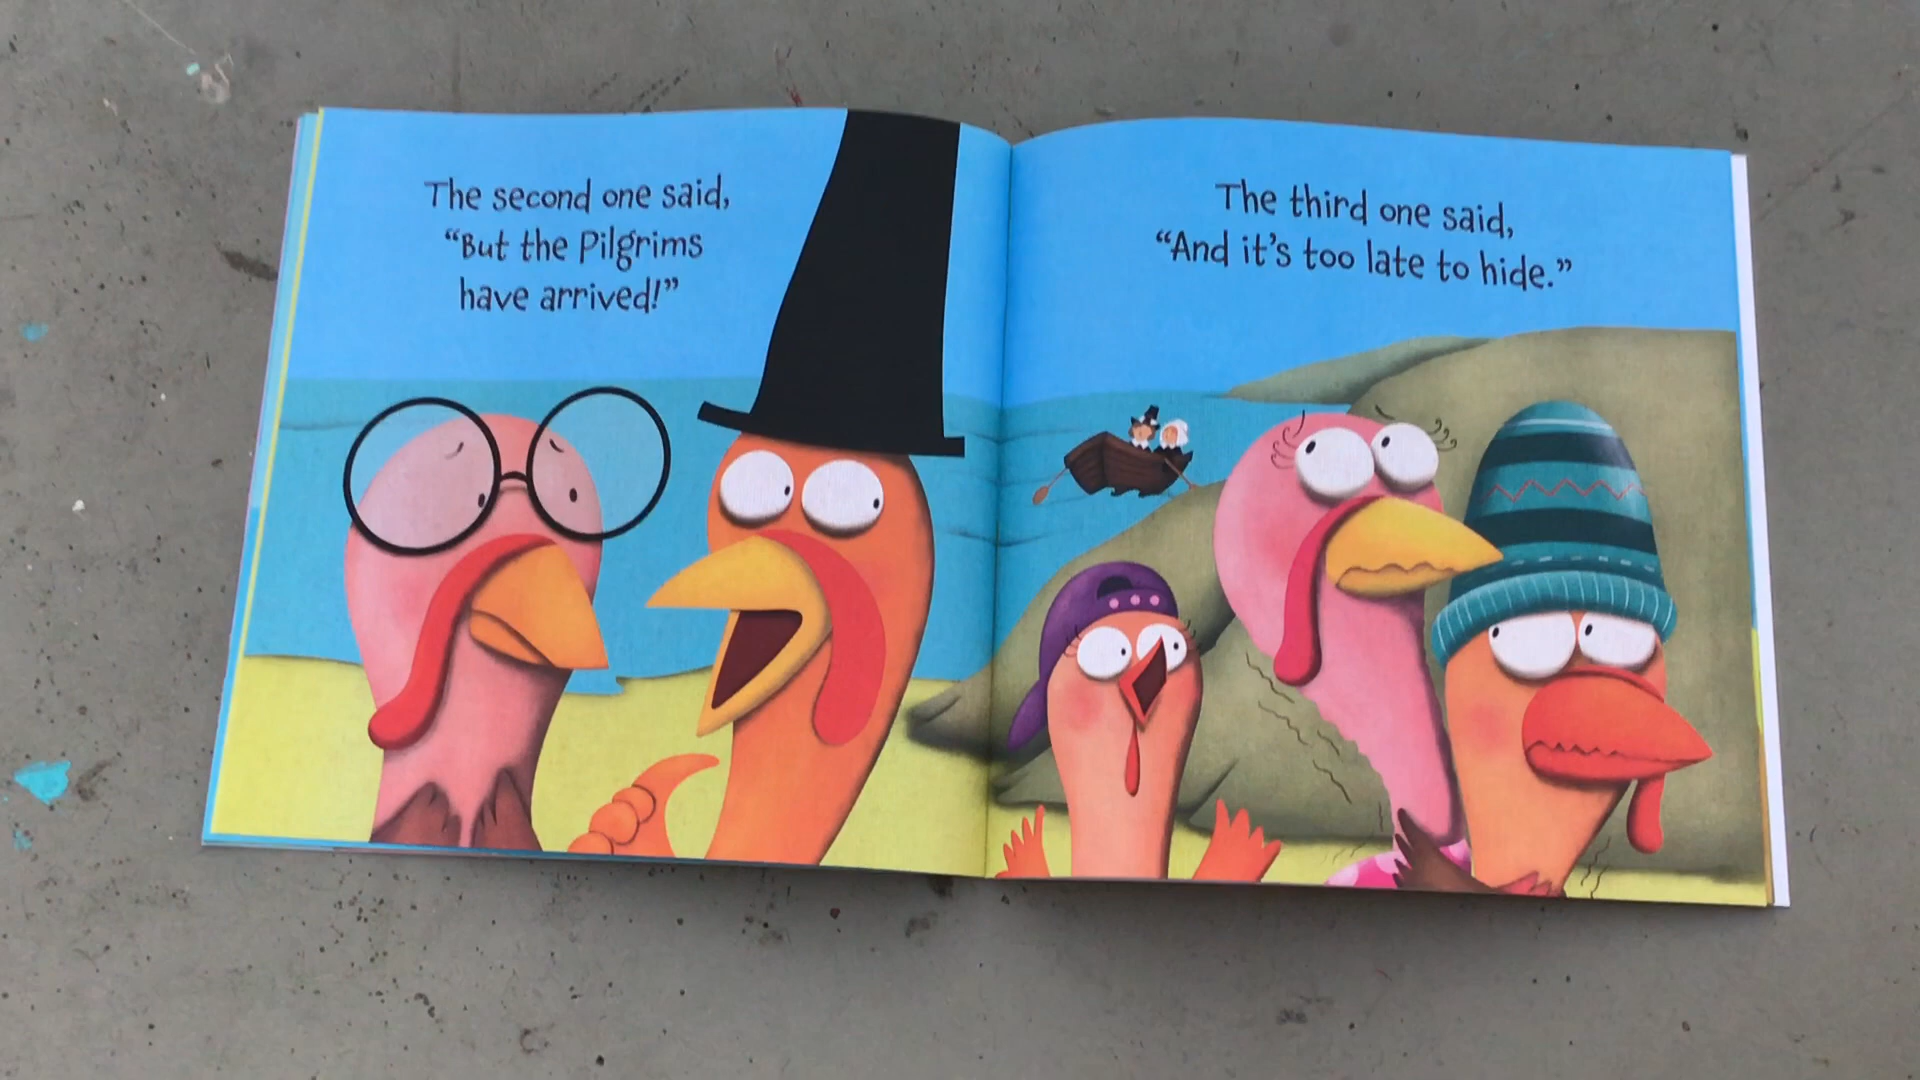 The second one said,
“But the Pilgrims
have arrived!”
The third one said,
“And it’s too late to hide.”